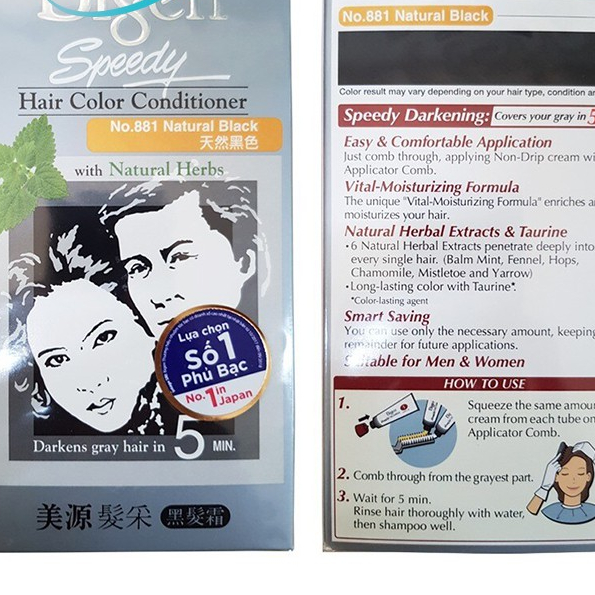 Bigen
Speedy
Hair Color Conditioner
No.881 Natural Black
天然黑色
with Natural Herbs
Lựa chọn
Số 1
Phủ Bạc
No.1 in
Japan
Darkens gray hair in 5 MIN.
美源 髮采 黑髮霜
No.881 Natural Black
Color result may vary depending on your hair type, condition an
Speedy Darkening: Covers your gray in 5
Easy & Comfortable Application
Just comb through, applying Non-Drip cream wi
Applicator Comb.
Vital-Moisturizing Formula
The unique "Vital-Moisturizing Formula" enriches a
moisturizes your hair.
Natural Herbal Extracts & Taurine
•6 Natural Herbal Extracts penetrate deeply into
every single hair. (Balm Mint, Fennel, Hops,
Chamomile, Mistletoe and Yarrow)
•Long-lasting color with Taurine*.
*Color-lasting agent
Smart Saving
You can use only the necessary amount, keeping
remainder for future applications.
Suitable for Men & Women
HOW TO USE
1. Squeeze the same amou
cream from each tube on
Applicator Comb.
2. Comb through from the grayest part.
3. Wait for 5 min.
Rinse hair thoroughly with water,
then shampoo well.